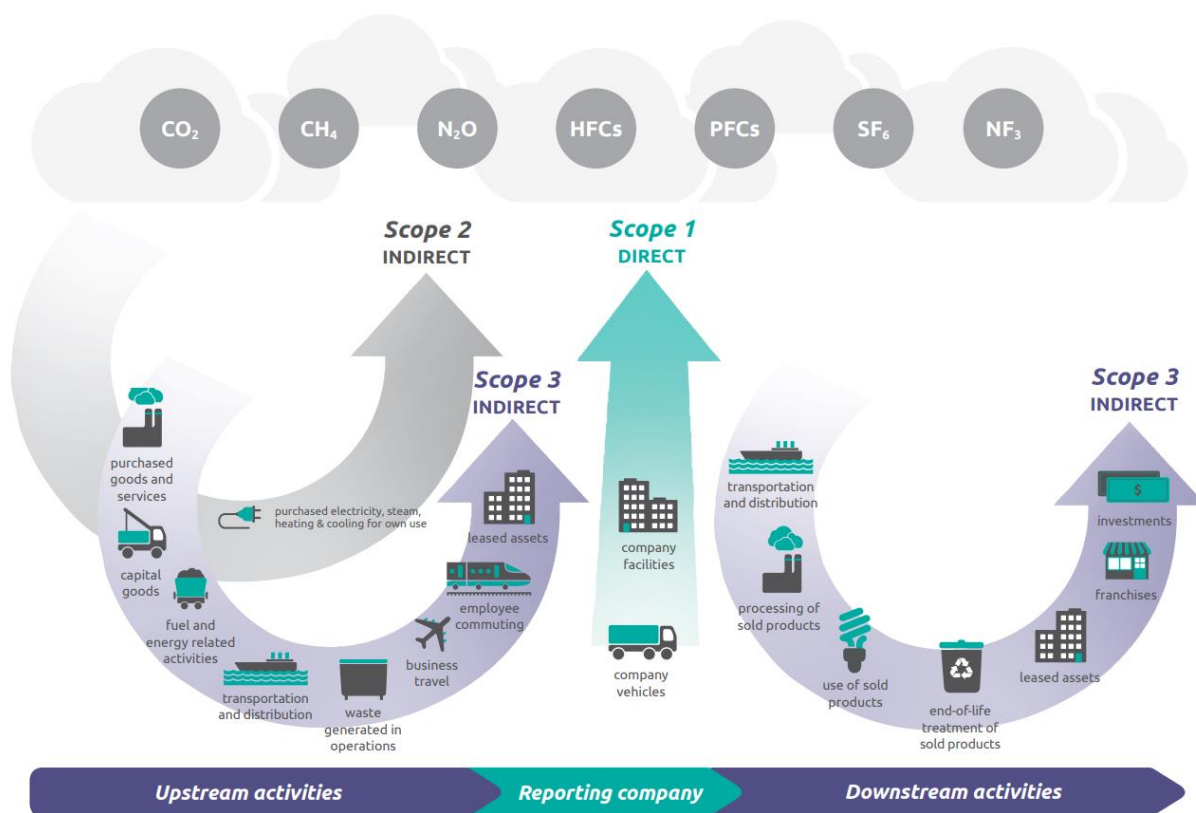 CO₂
CH₄
N₂O
HFCs
PFCs
SF₆
NF₃
Scope 2
INDIRECT
Scope 1
DIRECT
Scope 3
INDIRECT
Scope 3
INDIRECT
purchased
goods and
services
capital
goods
fuel and
energy related
activities
purchased electricity, steam,
heating & cooling for own use
transportation
and distribution
waste
generated in
operations
business
travel
employee
commuting
leased assets
company
facilities
company
vehicles
transportation
and distribution
processing of
sold products
use of sold
products
end-of-life
treatment of
sold products
leased assets
franchises
$
investments
Upstream activities
Reporting company
Downstream activities